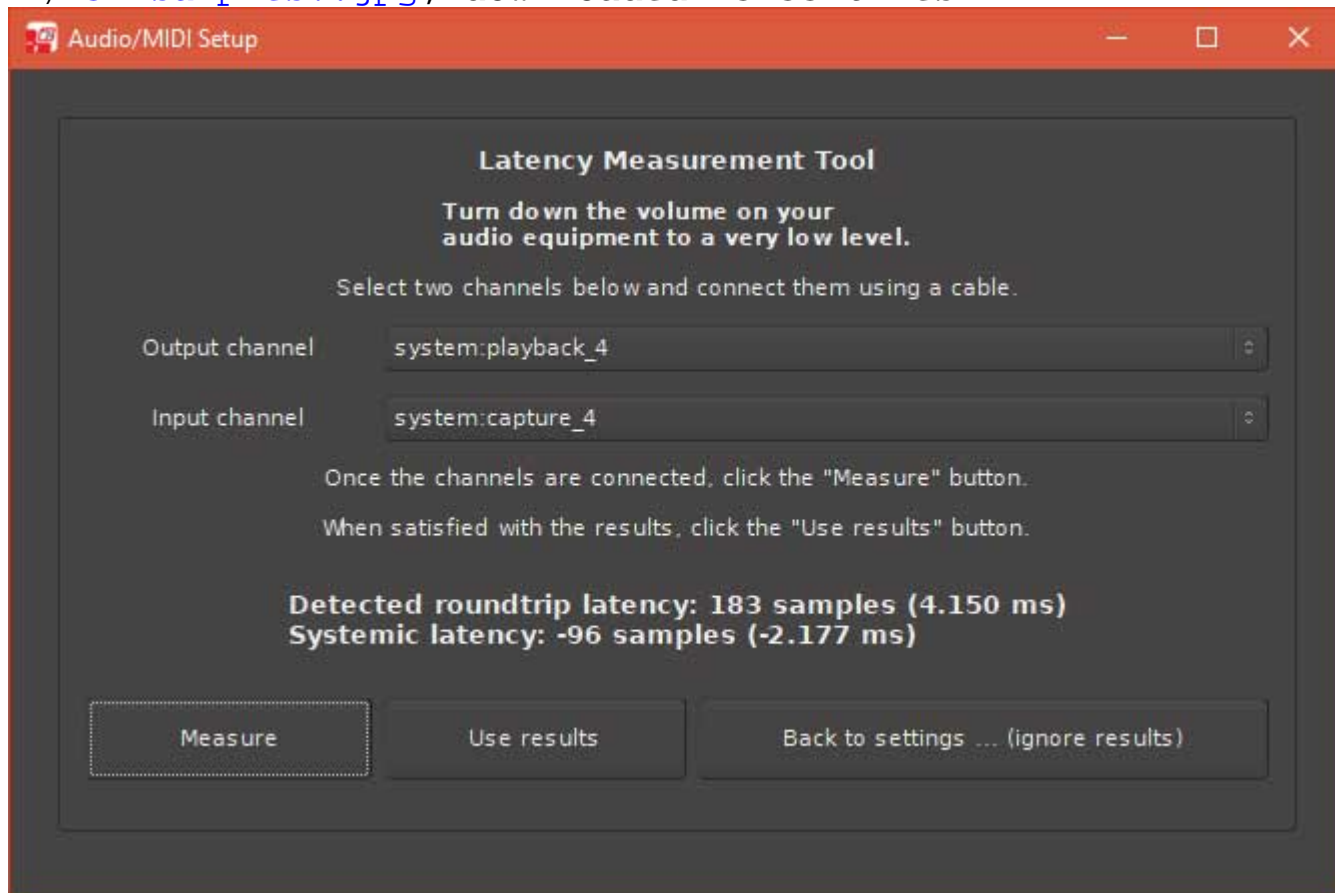 Audio/MIDI Setup
Latency Measurement Tool
Turn down the volume on your
audio equipment to a very low level.
Select two channels below and connect them using a cable.
Output channel system:playback_4
Input channel system:capture_4
Once the channels are connected, click the "Measure" button.
When satisfied with the results, click the "Use results" button.
Detected roundtrip latency: 183 samples (4.150 ms)
Systemic latency: -96 samples (-2.177 ms)
Measure Use results Back to settings ... (ignore results)